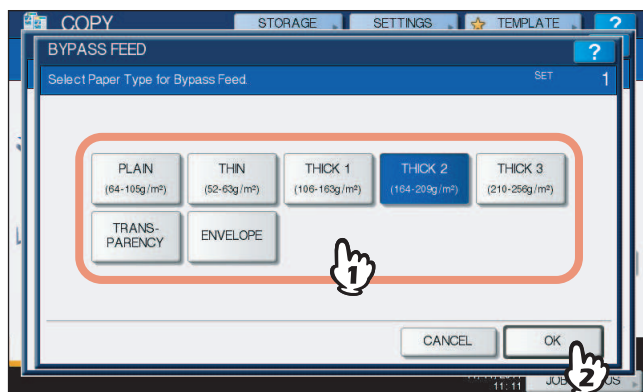 COPY
STORAGE
SETTINGS
TEMPLATE
?
BYPASS FEED
?
Select Paper Type for Bypass Feed.
SET 1
PLAIN
(64-105g/m²)
THIN
(52-63g/m²)
THICK 1
(106-163g/m²)
THICK 2
(164-209g/m²)
THICK 3
(210-256g/m²)
TRANS-
PARENCY
ENVELOPE
1
CANCEL
OK
2
11:11